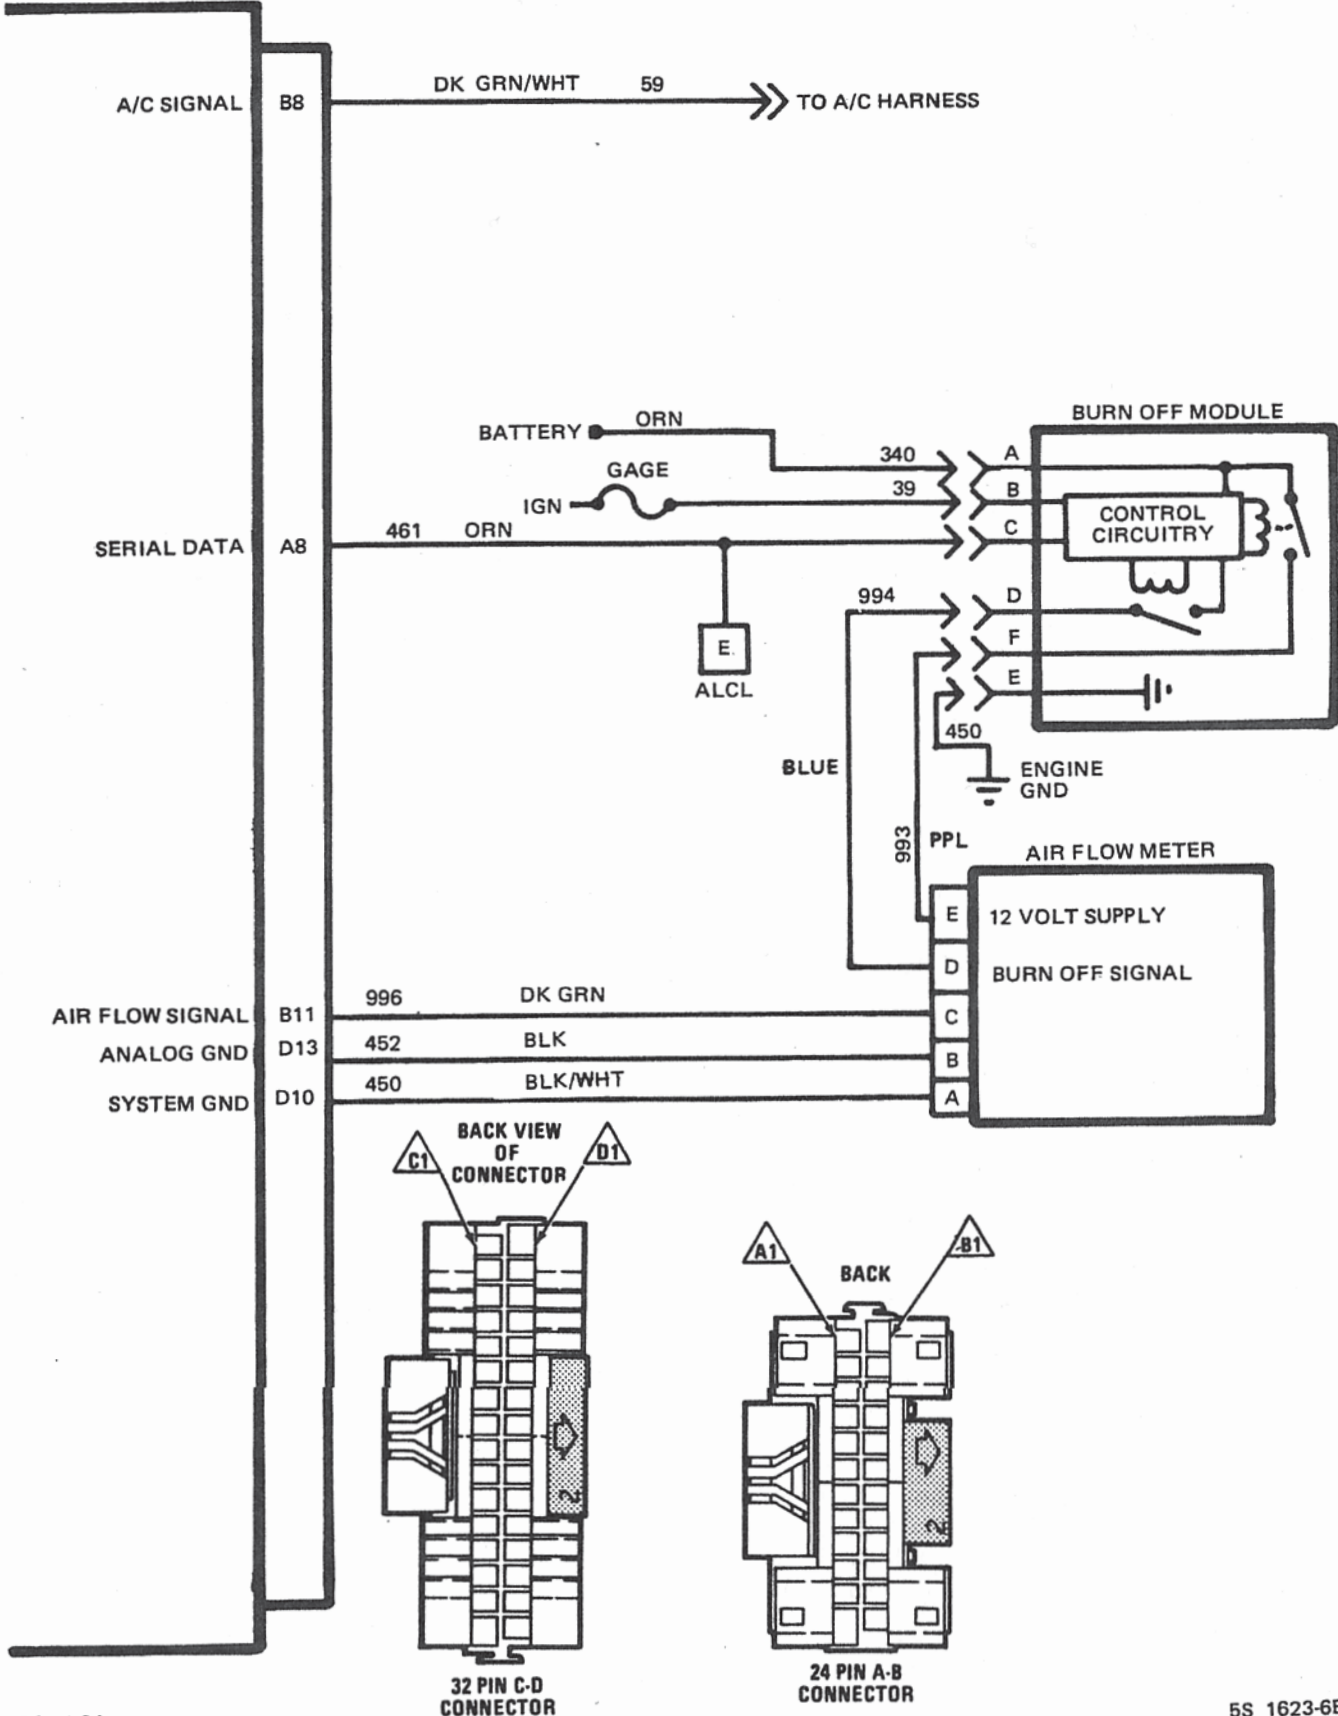 A/C SIGNAL B8 DK GRN/WHT 59 TO A/C HARNESS
BURN OFF MODULE
BATTERY ORN 340 A
GAGE
IGN 39 B
CONTROL
CIRCUITRY
SERIAL DATA A8 461 ORN C
994 D
F
E
E.
ALCL
450
BLUE
ENGINE
GND
993 PPL
AIR FLOW METER
E 12 VOLT SUPPLY
D BURN OFF SIGNAL
AIR FLOW SIGNAL B11 996 DK GRN C
ANALOG GND D13 452 BLK B
SYSTEM GND D10 450 BLK/WHT A
BACK VIEW
OF
CONNECTOR
C1
D1
A1
BACK
B1
2
2
32 PIN C-D
CONNECTOR
24 PIN A-B
CONNECTOR